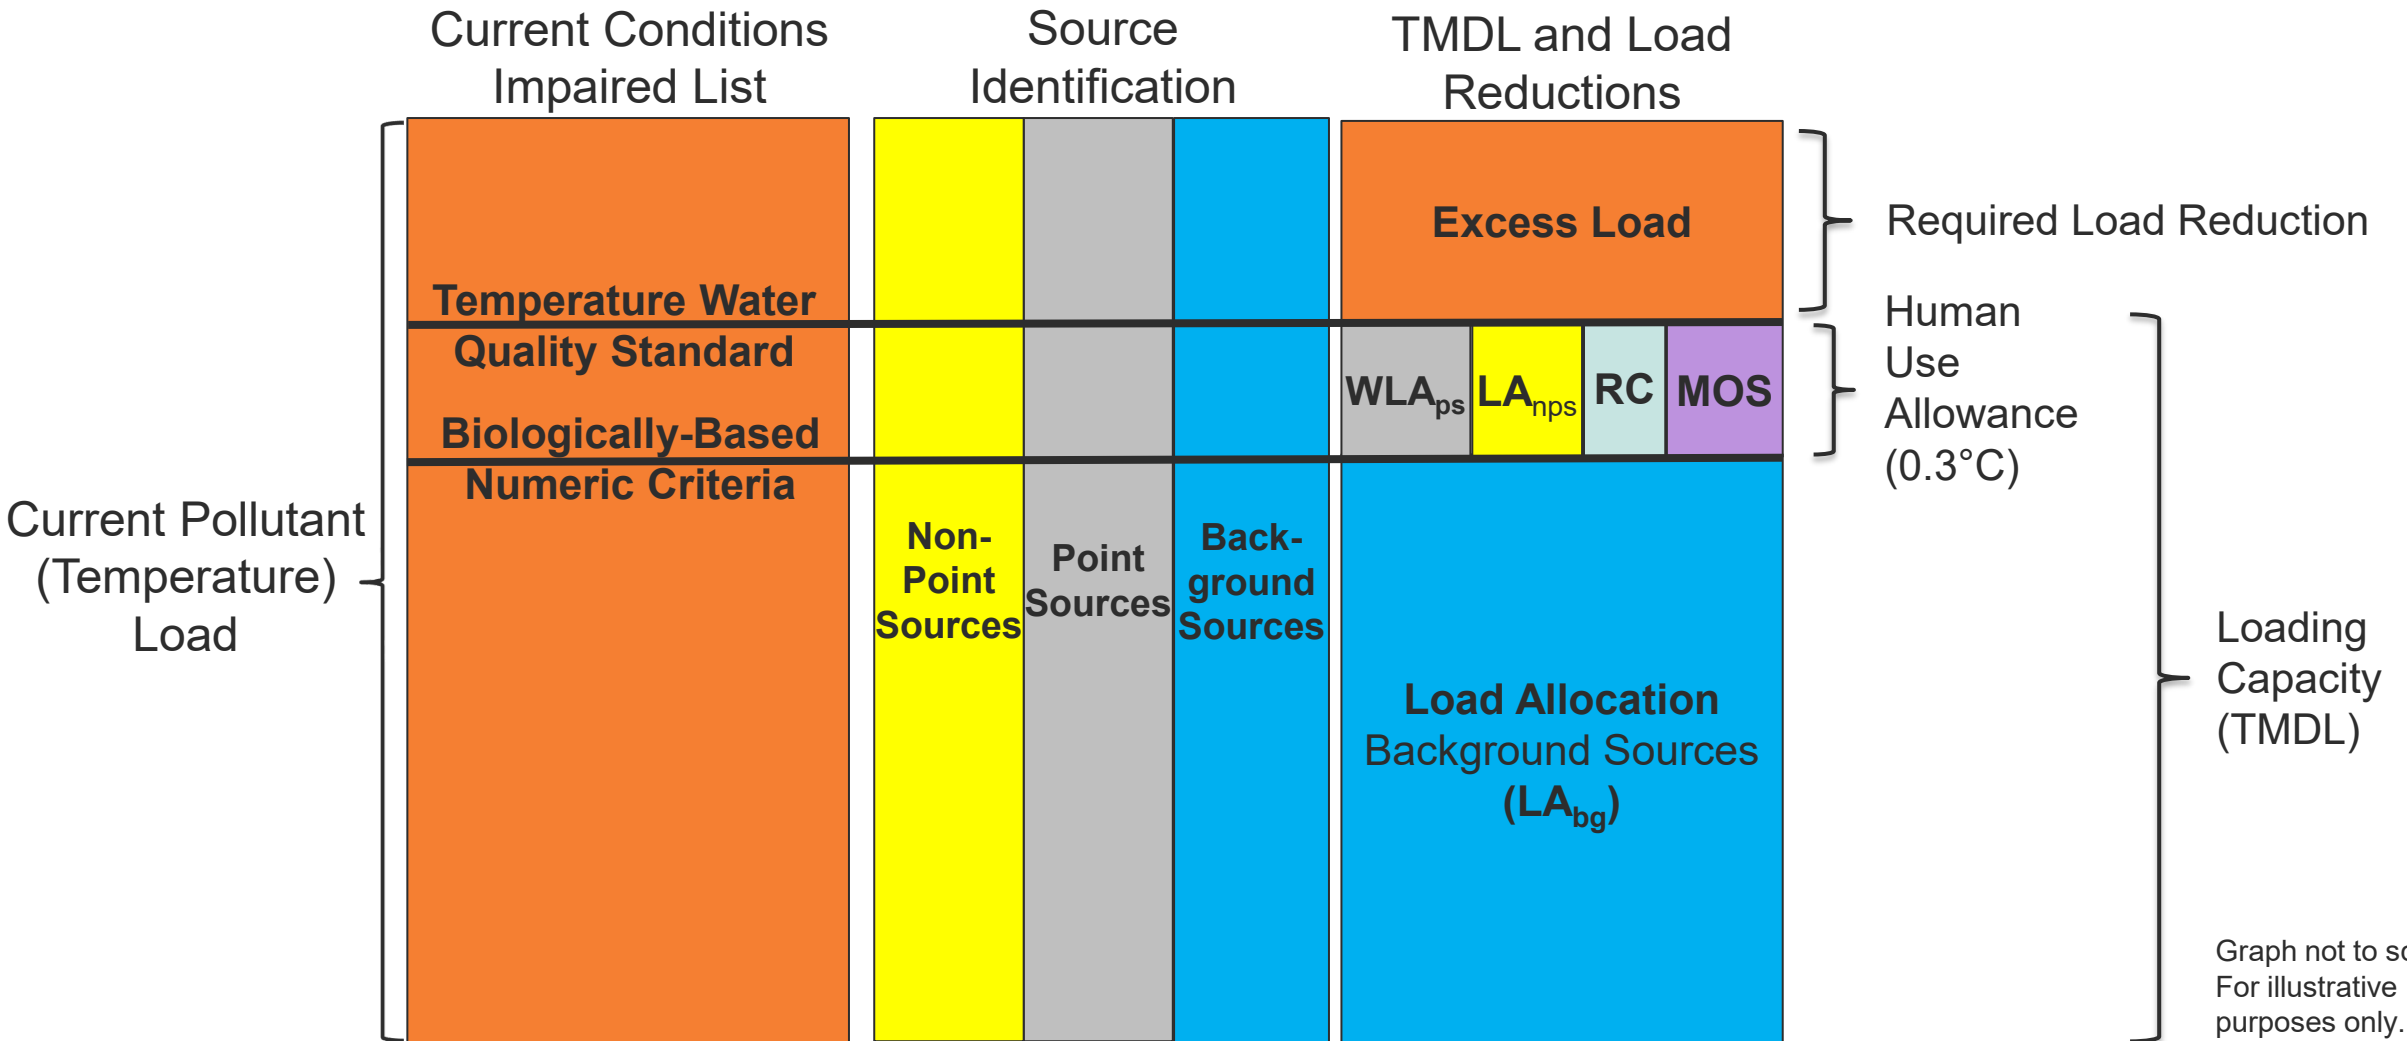 Current Conditions
Impaired List
Source
Identification
TMDL and Load
Reductions
Current Pollutant
(Temperature)
Load
Temperature Water
Quality Standard
Biologically-Based
Numeric Criteria
Non-
Point
Sources
Point
Sources
Back-
ground
Sources
Excess Load
WLAps
LAnps
RC
MOS
Load Allocation
Background Sources
(LAbg)
Required Load Reduction
Human
Use
Allowance
(0.3°C)
Loading
Capacity
(TMDL)
Graph not to
For illustrative
purposes only.